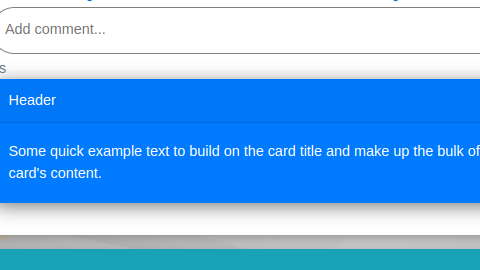 Add comment...
s
Header
Some quick example text to build on the card title and make up the bulk of
card's content.